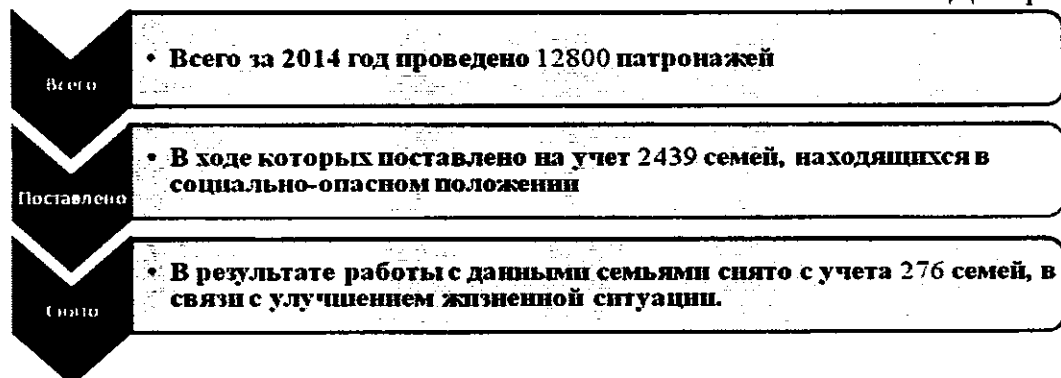 Всего
• Всего за 2014 год проведено 12800 патронажей
Поставлено
• В ходе которых поставлено на учет 2439 семей, находящихся в
социально-опасном положении
Снято
• В результате работы с данными семьями снято с учета 276 семей, в
связи с улучшением жизненной ситуации.